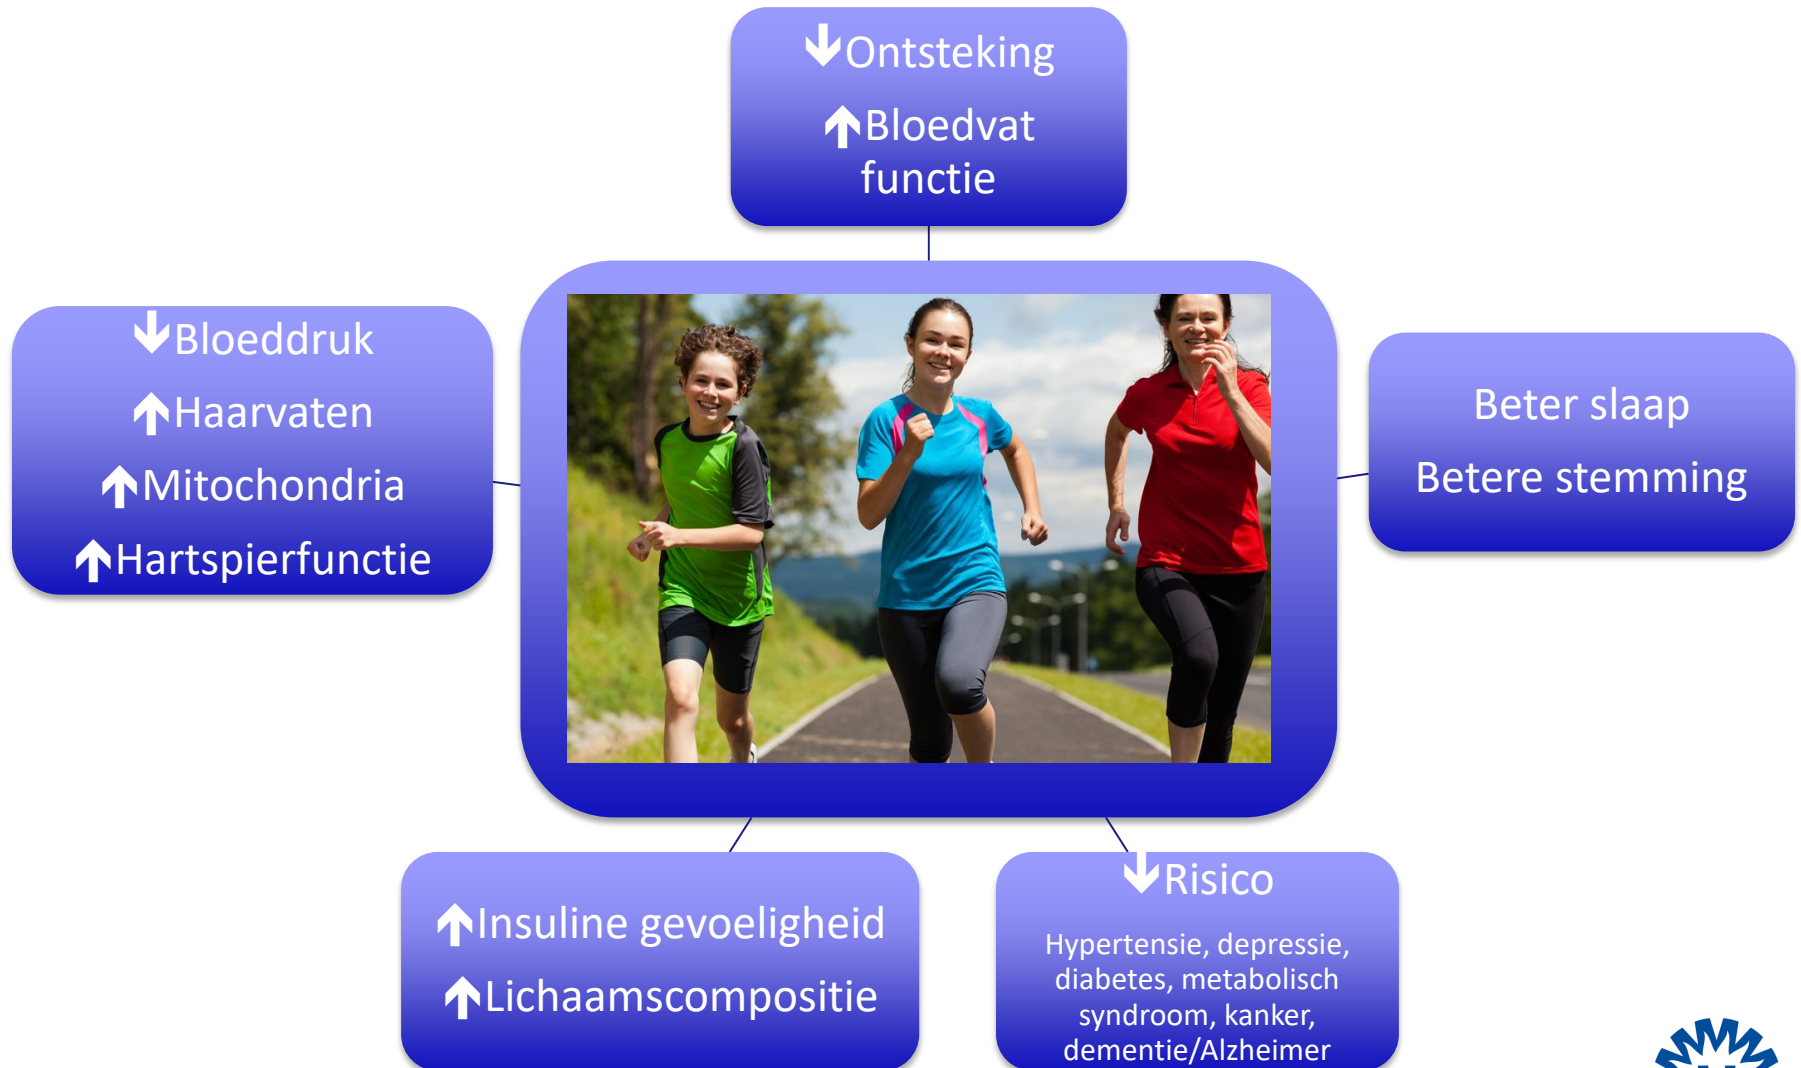 ↓Ontsteking
↑Bloedvat
functie
↓Bloeddruk
↑Haarvaten
↑Mitochondria
↑Hartspierfunctie
Beter slaap
Betere stemming
↑Insuline gevoeligheid
↑Lichaamscompositie
↓Risico
Hypertensie, depressie,
diabetes, metabolisch
syndroom, kanker,
dementie/Alzheimer